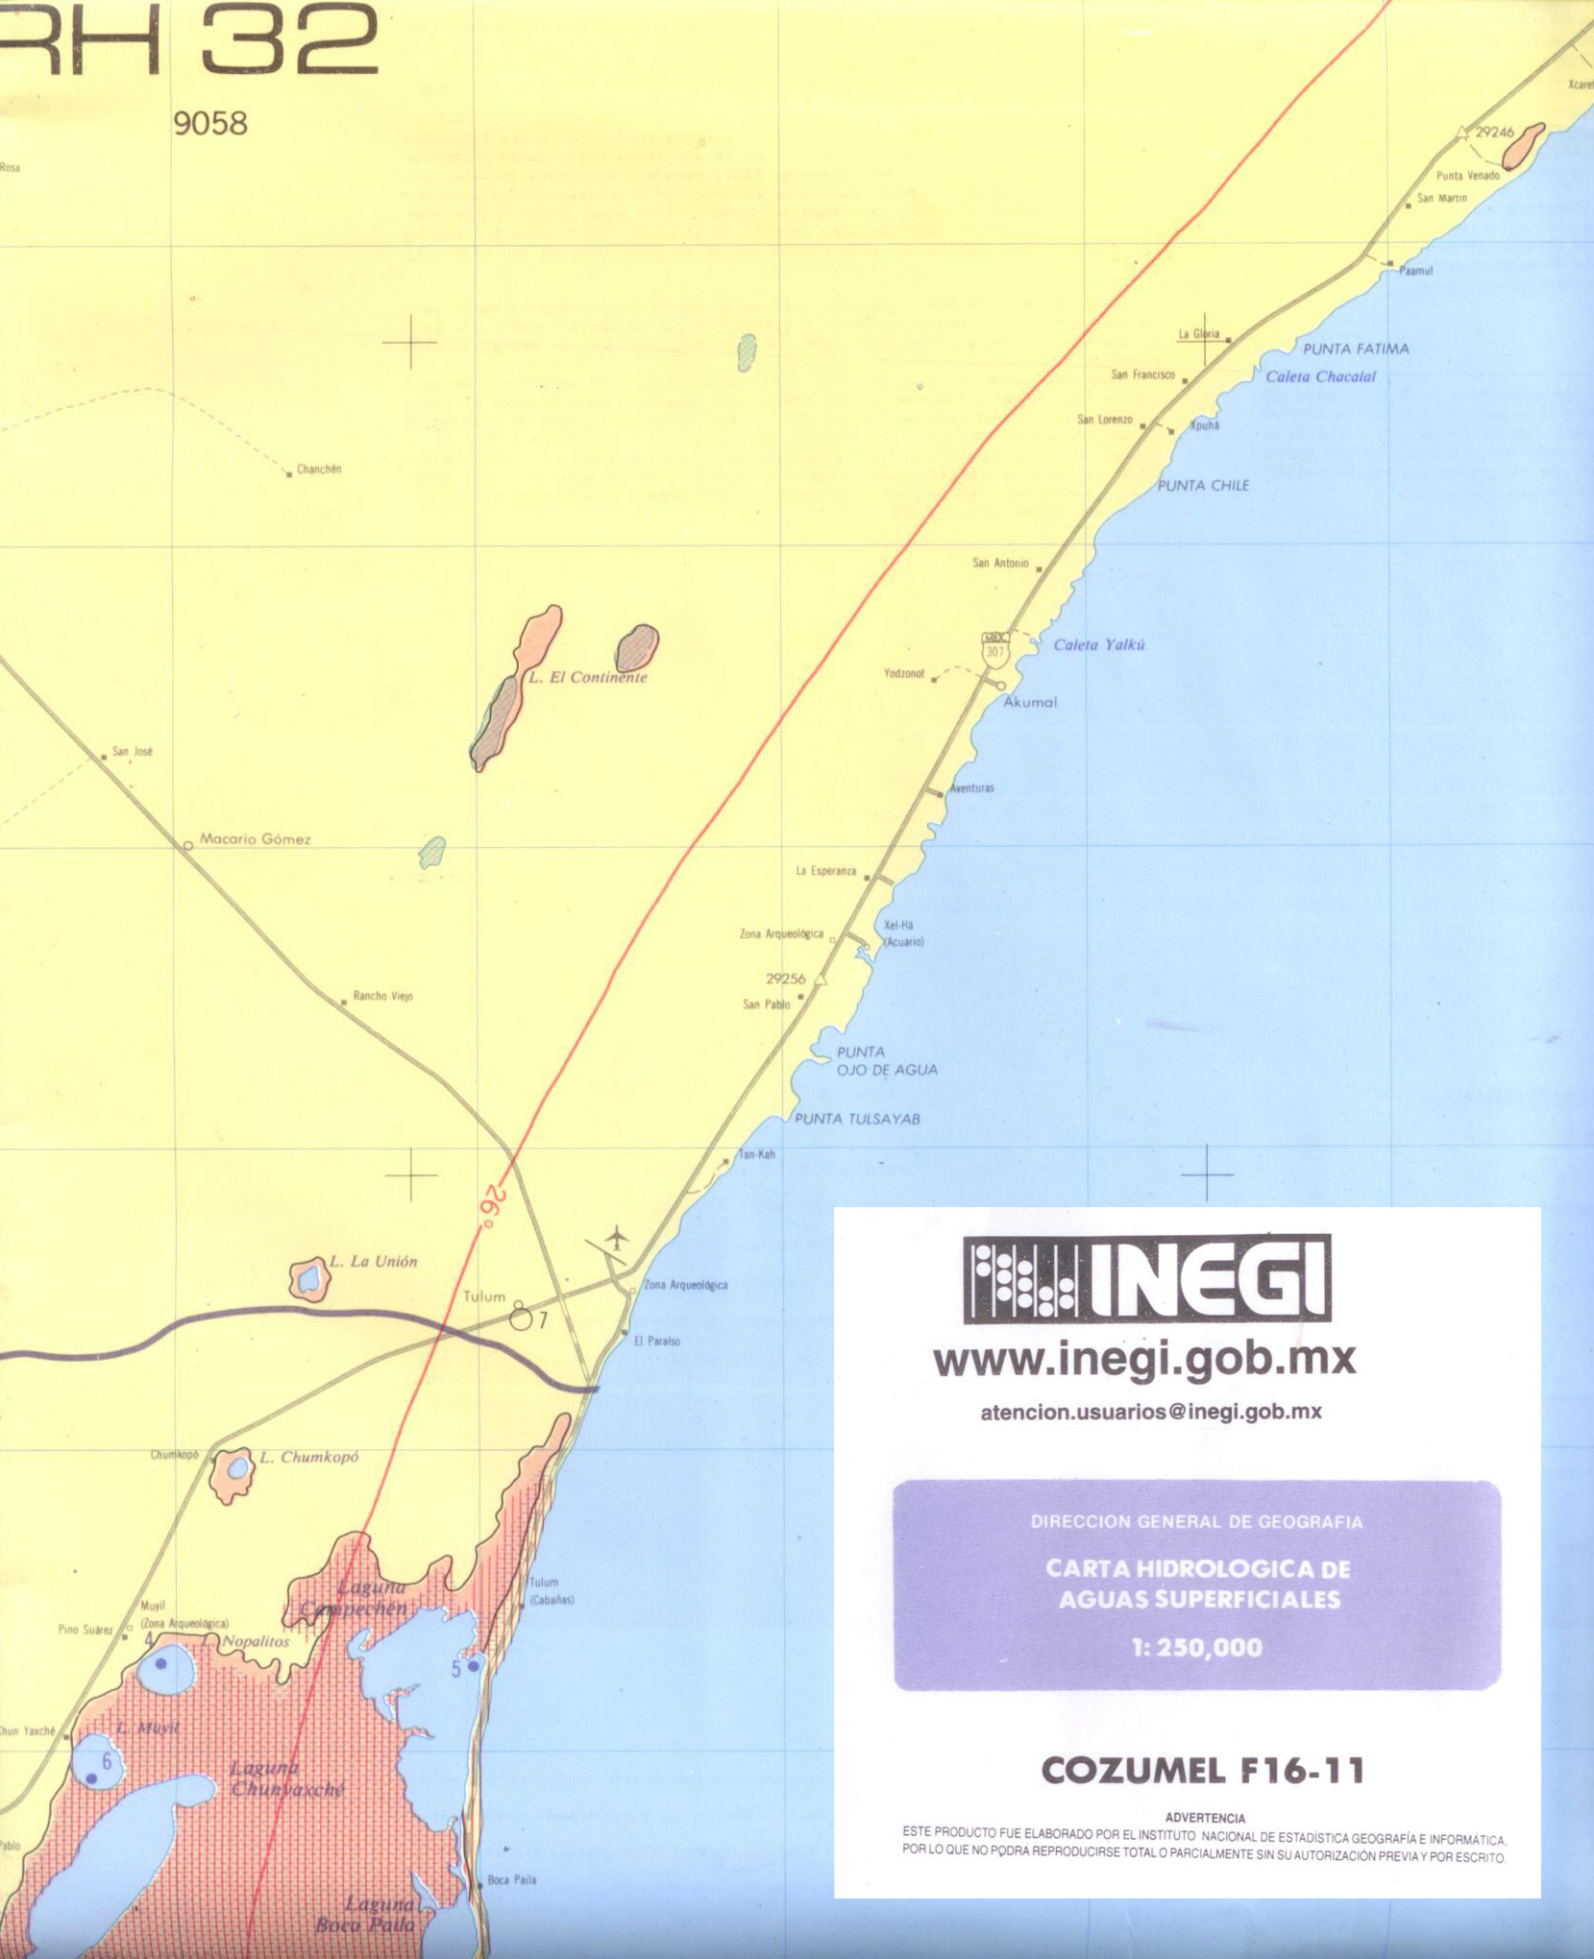 RH 32
9058
Rosa
Xcaret
29246
Punta Venado
San Martin
Paamul
La Gloria
PUNTA FATIMA
San Francisco
Caleta Chacalal
San Lorenzo
Xpuhá
Chanchén
PUNTA CHILE
San Antonio
MEX
307
Caleta Yalkú
L. El Continente
Yodzonot
Akumal
San José
Aventuras
Macario Gómez
La Esperanza
Xel-Há
(Acuario)
Zona Arqueológica
29256
San Pablo
Rancho Viejo
PUNTA
OJO DE AGUA
PUNTA TULSAYAB
Tan-Kah
26°
L. La Unión
Zona Arqueológica
Tulum
7
El Paraíso
Chumkopó
L. Chumkopó
Laguna
Campechén
Tulum
(Cabañas)
Muyil
(Zona Arqueológica)
Pino Suárez
4
L. Nopalitos
5
Chun Yaxché
L. Muyil
6
Laguna
Chunyaxché
Pablo
Boca Paila
Laguna
Boca Paila
INEGI
www.inegi.gob.mx
atencion.usuarios@inegi.gob.mx
DIRECCION GENERAL DE GEOGRAFIA
CARTA HIDROLOGICA DE
AGUAS SUPERFICIALES
1: 250,000
COZUMEL F16-11
ADVERTENCIA
ESTE PRODUCTO FUE ELABORADO POR EL INSTITUTO NACIONAL DE ESTADÍSTICA GEOGRAFÍA E INFORMÁTICA,
POR LO QUE NO PODRÁ REPRODUCIRSE TOTAL O PARCIALMENTE SIN SU AUTORIZACIÓN PREVIA Y POR ESCRITO.